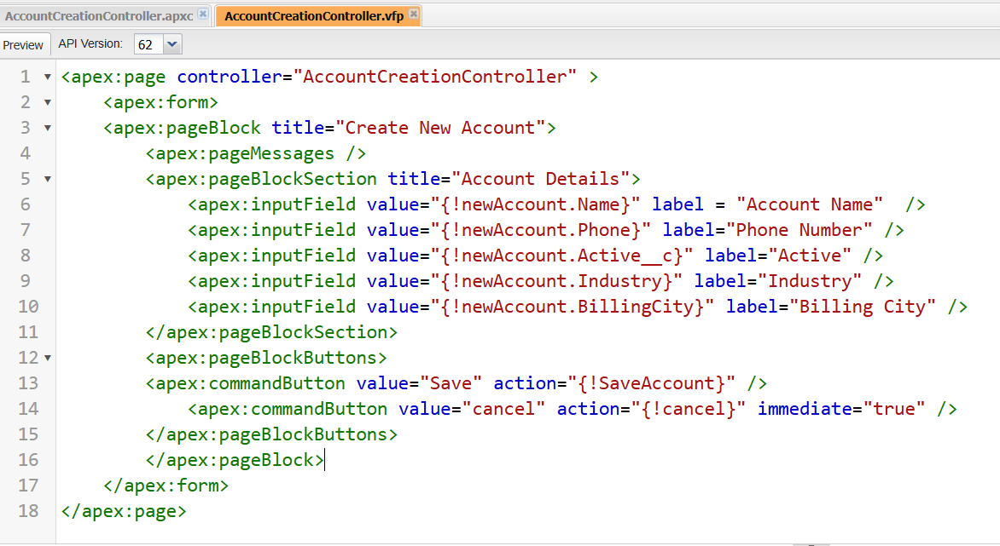 AccountCreationController.apxc AccountCreationController.vfp
Preview API Version: 62
1 <apex:page controller="AccountCreationController" >
2 <apex:form>
3 <apex:pageBlock title="Create New Account">
4 <apex:pageMessages />
5 <apex:pageBlockSection title="Account Details">
6 <apex:inputField value="{!newAccount.Name}" label = "Account Name"  />
7 <apex:inputField value="{!newAccount.Phone}" label="Phone Number" />
8 <apex:inputField value="{!newAccount.Active__c}" label="Active" />
9 <apex:inputField value="{!newAccount.Industry}" label="Industry" />
10 <apex:inputField value="{!newAccount.BillingCity}" label="Billing City" />
11 </apex:pageBlockSection>
12 <apex:pageBlockButtons>
13 <apex:commandButton value="Save" action="{!SaveAccount}" />
14 <apex:commandButton value="cancel" action="{!cancel}" immediate="true" />
15 </apex:pageBlockButtons>
16 </apex:pageBlock>
17 </apex:form>
18 </apex:page>